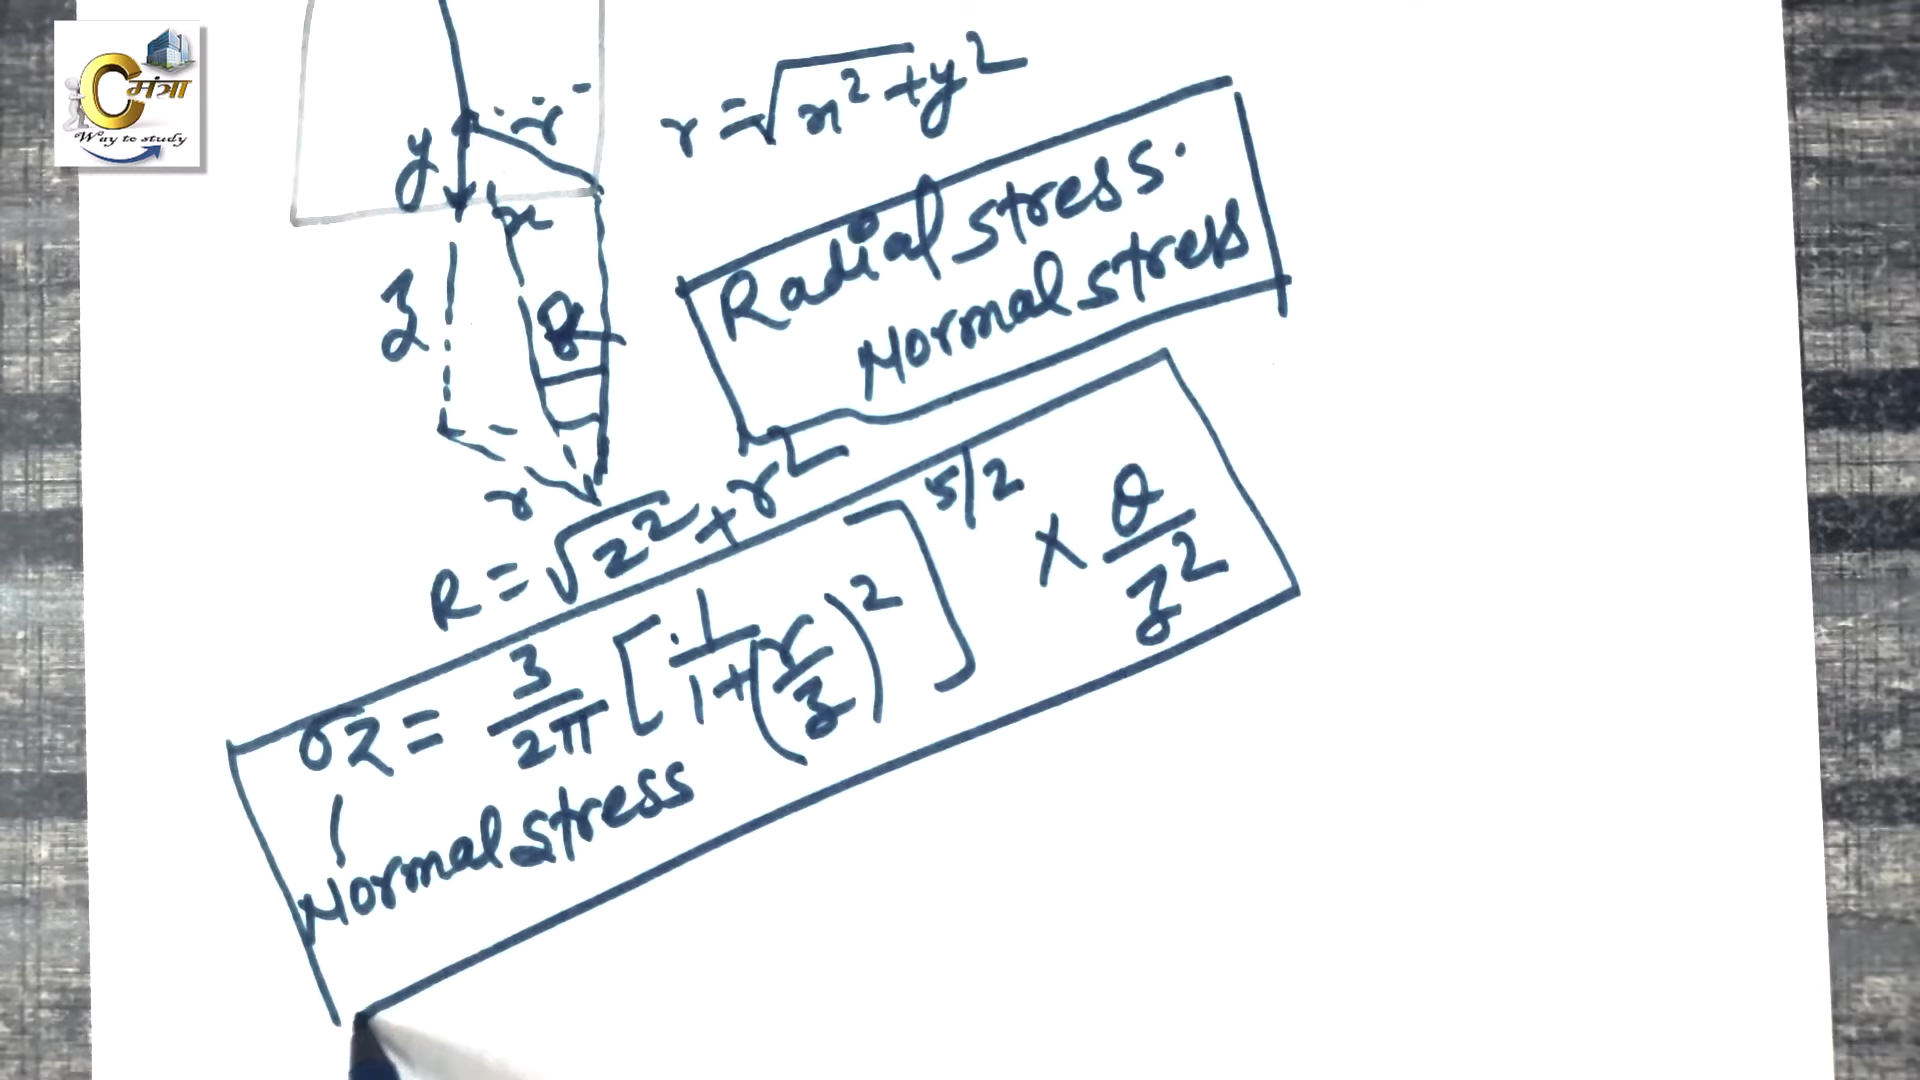 Cमंत्रा
Way to study
r
y
x
r = √x² + y²
Radial stress.
Normal stress
z
r
R = √z² + r²
σz = 3/2π [1/1+(r/z)²]^5/2 × Q/z²
Normal stress